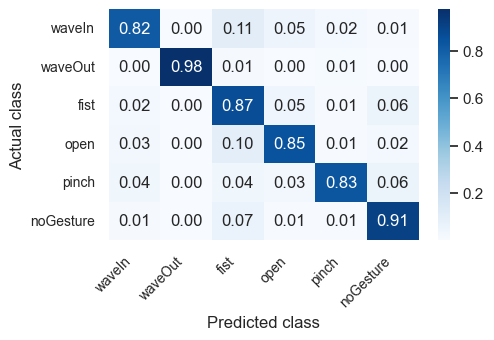 waveIn 0.82 0.00 0.11 0.05 0.02 0.01
waveOut 0.00 0.98 0.01 0.00 0.01 0.00
fist 0.02 0.00 0.87 0.05 0.01 0.06
open 0.03 0.00 0.10 0.85 0.01 0.02
pinch 0.04 0.00 0.04 0.03 0.83 0.06
noGesture 0.01 0.00 0.07 0.01 0.01 0.91
waveIn waveOut fist open pinch noGesture
Predicted class
Actual class
0.8
0.6
0.4
0.2